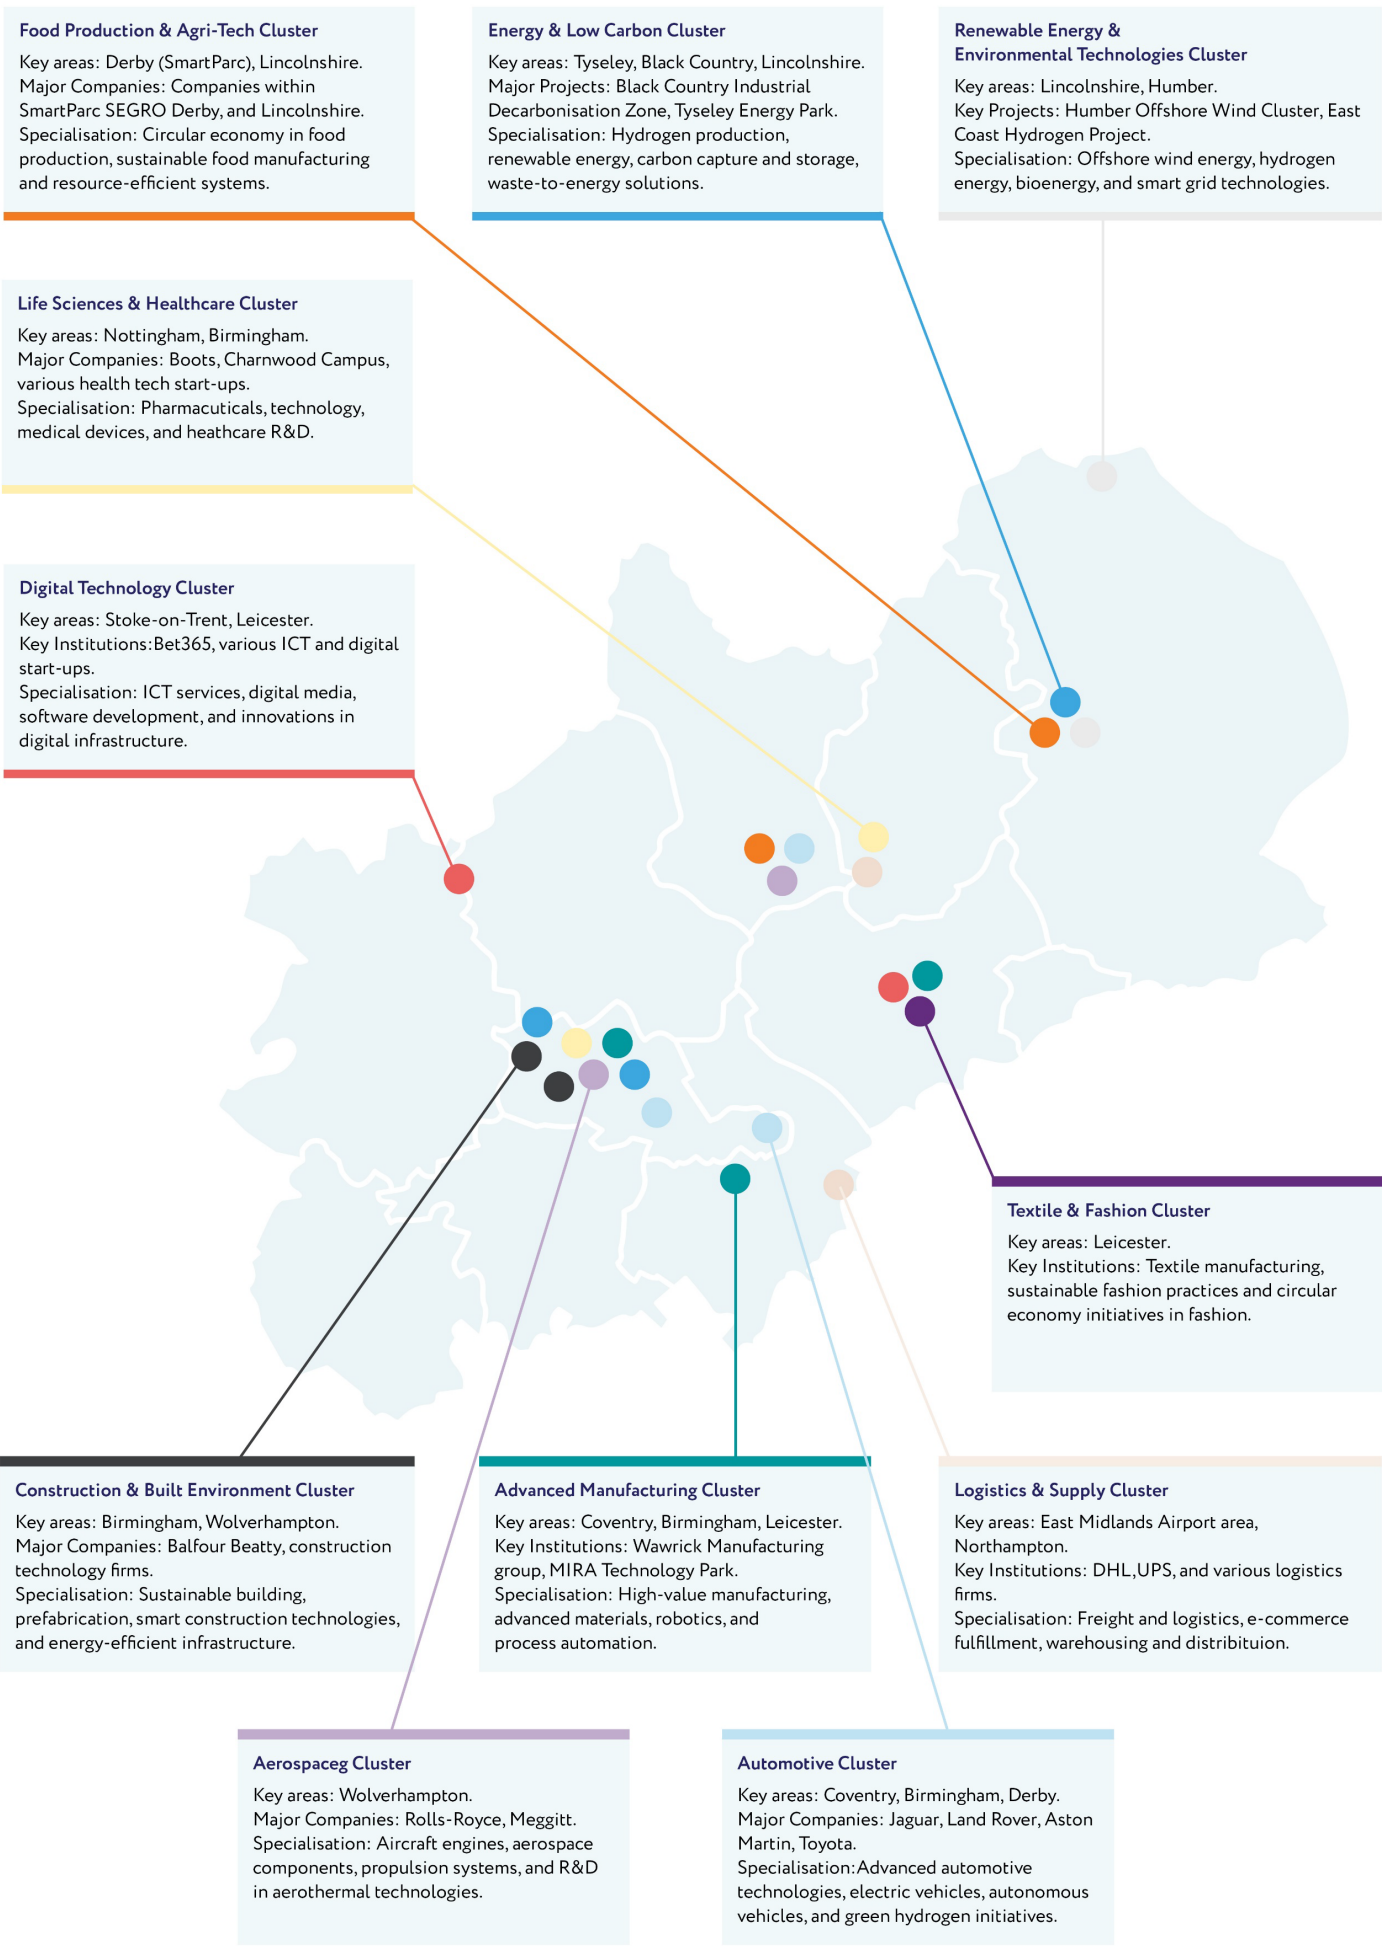 Food Production & Agri-Tech Cluster
Key areas: Derby (SmartParc), Lincolnshire.
Major Companies: Companies within
SmartParc SEGRO Derby, and Lincolnshire.
Specialisation: Circular economy in food
production, sustainable food manufacturing
and resource-efficient systems.
Energy & Low Carbon Cluster
Key areas: Tyseley, Black Country, Lincolnshire.
Major Projects: Black Country Industrial
Decarbonisation Zone, Tyseley Energy Park.
Specialisation: Hydrogen production,
renewable energy, carbon capture and storage,
waste-to-energy solutions.
Renewable Energy &
Environmental Technologies Cluster
Key areas: Lincolnshire, Humber.
Key Projects: Humber Offshore Wind Cluster, East
Coast Hydrogen Project.
Specialisation: Offshore wind energy, hydrogen
energy, bioenergy, and smart grid technologies.
Life Sciences & Healthcare Cluster
Key areas: Nottingham, Birmingham.
Major Companies: Boots, Charnwood Campus,
various health tech start-ups.
Specialisation: Pharmacuticals, technology,
medical devices, and heathcare R&D.
Digital Technology Cluster
Key areas: Stoke-on-Trent, Leicester.
Key Institutions:Bet365, various ICT and digital
start-ups.
Specialisation: ICT services, digital media,
software development, and innovations in
digital infrastructure.
Textile & Fashion Cluster
Key areas: Leicester.
Key Institutions: Textile manufacturing,
sustainable fashion practices and circular
economy initiatives in fashion.
Construction & Built Environment Cluster
Key areas: Birmingham, Wolverhampton.
Major Companies: Balfour Beatty, construction
technology firms.
Specialisation: Sustainable building,
prefabrication, smart construction technologies,
and energy-efficient infrastructure.
Advanced Manufacturing Cluster
Key areas: Coventry, Birmingham, Leicester.
Key Institutions: Wawrick Manufacturing
group, MIRA Technology Park.
Specialisation: High-value manufacturing,
advanced materials, robotics, and
process automation.
Logistics & Supply Cluster
Key areas: East Midlands Airport area,
Northampton.
Key Institutions: DHL,UPS, and various logistics
firms.
Specialisation: Freight and logistics, e-commerce
fulfillment, warehousing and distribituion.
Aerospaceg Cluster
Key areas: Wolverhampton.
Major Companies: Rolls-Royce, Meggitt.
Specialisation: Aircraft engines, aerospace
components, propulsion systems, and R&D
in aerothermal technologies.
Automotive Cluster
Key areas: Coventry, Birmingham, Derby.
Major Companies: Jaguar, Land Rover, Aston
Martin, Toyota.
Specialisation:Advanced automotive
technologies, electric vehicles, autonomous
vehicles, and green hydrogen initiatives.